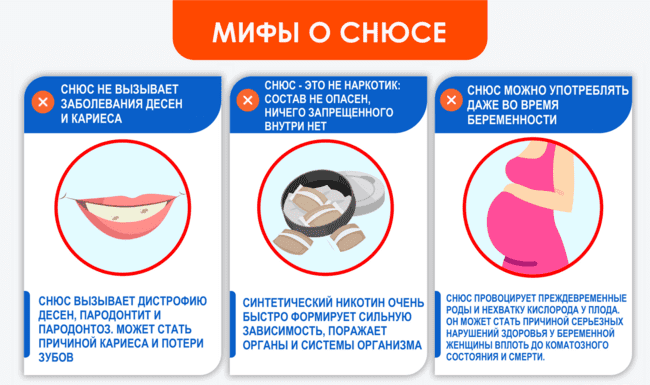 МИФЫ О СНЮСЕ
СНЮС НЕ ВЫЗЫВАЕТ
ЗАБОЛЕВАНИЯ ДЕСЕН
И КАРИЕСА
СНЮС ВЫЗЫВАЕТ ДИСТРОФИЮ
ДЕСЕН, ПАРОДОНТИТ И
ПАРОДОНТОЗ. МОЖЕТ СТАТЬ
ПРИЧИНОЙ КАРИЕСА И ПОТЕРИ
ЗУБОВ
СНЮС - ЭТО НЕ НАРКОТИК:
СОСТАВ НЕ ОПАСЕН,
НИЧЕГО ЗАПРЕЩЕННОГО
ВНУТРИ НЕТ
СИНТЕТИЧЕСКИЙ НИКОТИН ОЧЕНЬ
БЫСТРО ФОРМИРУЕТ СИЛЬНУЮ
ЗАВИСИМОСТЬ, ПОРАЖАЕТ
ОРГАНЫ И СИСТЕМЫ ОРГАНИЗМА
СНЮС МОЖНО УПОТРЕБЛЯТЬ
ДАЖЕ ВО ВРЕМЯ
БЕРЕМЕННОСТИ
СНЮС ПРОВОЦИРУЕТ ПРЕЖДЕВРЕМЕННЫЕ
РОДЫ И НЕХВАТКУ КИСЛОРОДА У ПЛОДА.
ОН МОЖЕТ СТАТЬ ПРИЧИНОЙ СЕРЬЕЗНЫХ
НАРУШЕНИЙ ЗДОРОВЬЯ У БЕРЕМЕННОЙ
ЖЕНЩИНЫ ВПЛОТЬ ДО КОМАТОЗНОГО
СОСТОЯНИЯ И СМЕРТИ.